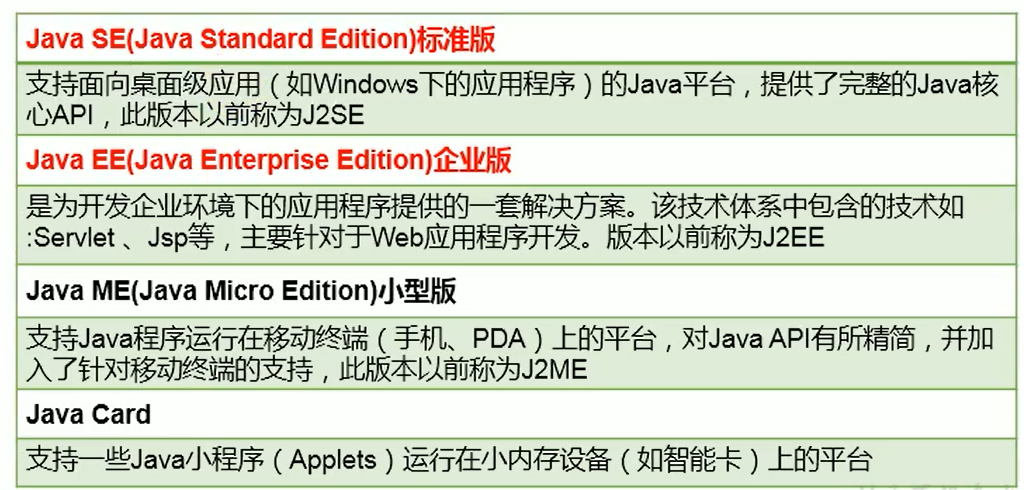 Java SE(Java Standard Edition)标准版
支持面向桌面级应用（如Windows下的应用程序）的Java平台，提供了完整的Java核
心API，此版本以前称为J2SE
Java EE(Java Enterprise Edition)企业版
是为开发企业环境下的应用程序提供的一套解决方案。该技术体系中包含的技术如
:Servlet 、Jsp等，主要针对于Web应用程序开发。版本以前称为J2EE
Java ME(Java Micro Edition)小型版
支持Java程序运行在移动终端（手机、PDA）上的平台，对Java API有所精简，并加
入了针对移动终端的支持，此版本以前称为J2ME
Java Card
支持一些Java小程序（Applets）运行在小内存设备（如智能卡）上的平台